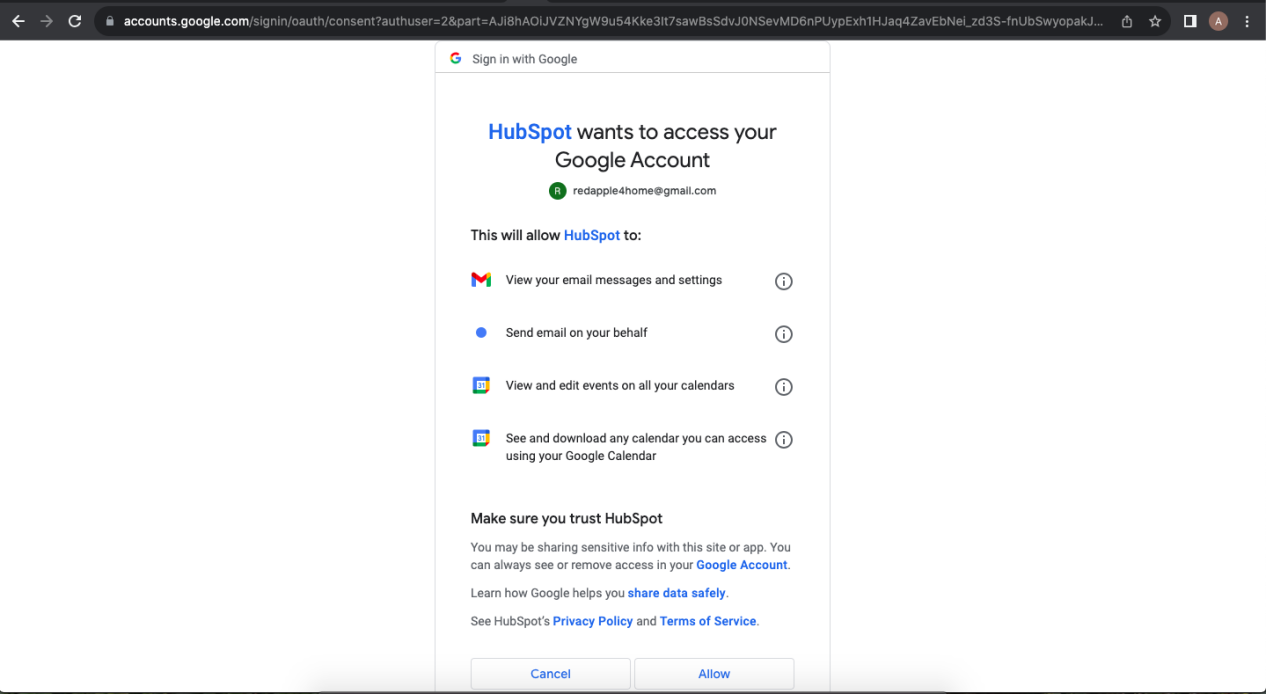 accounts.google.com/signin/oauth/consent?authuser=2&part=AJi8hAOiJVZNYgW9u54Kke3It7sawBsSdvJ0NSevMD6nPUypExh1HJaq4ZavEbNei_zd3S-fnUbSwyopakJ...
A
Sign in with Google
HubSpot wants to access your
Google Account
R redapple4home@gmail.com
This will allow HubSpot to:
View your email messages and settings
Send email on your behalf
31 View and edit events on all your calendars
31 See and download any calendar you can access
using your Google Calendar
Make sure you trust HubSpot
You may be sharing sensitive info with this site or app. You
can always see or remove access in your Google Account.
Learn how Google helps you share data safely.
See HubSpot's Privacy Policy and Terms of Service.
Cancel
Allow